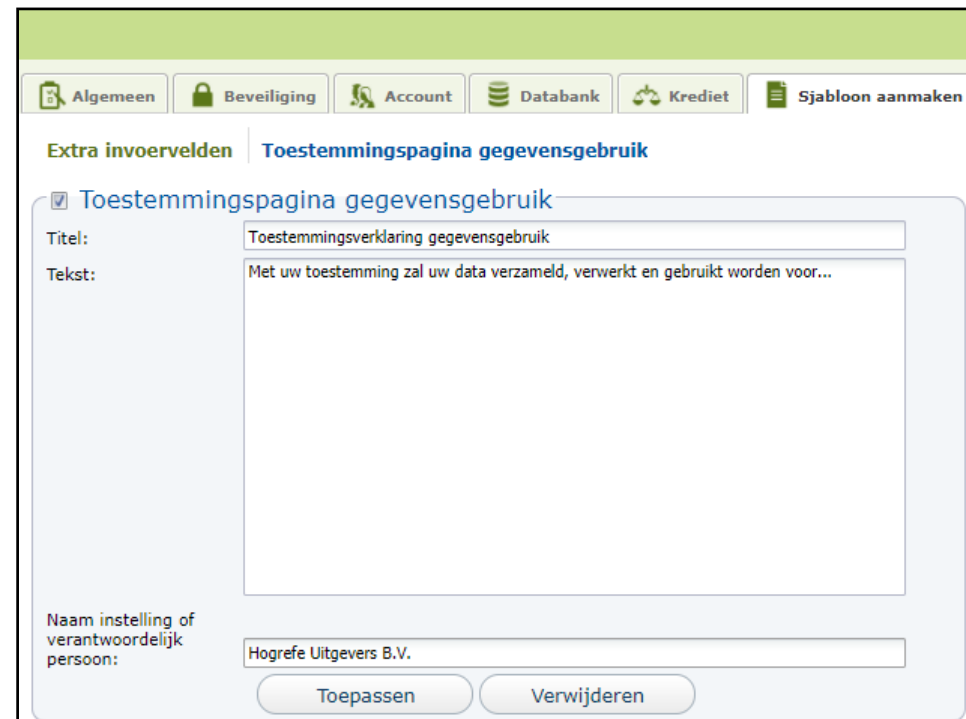 Algemeen Beveiliging Account Databank Krediet Sjabloon aanmaken
Extra invoervelden Toestemmingspagina gegevensgebruik
Toestemmingspagina gegevensgebruik
Titel: Toestemmingsverklaring gegevensgebruik
Tekst: Met uw toestemming zal uw data verzameld, verwerkt en gebruikt worden voor...
Naam instelling of
verantwoordelijk
persoon: Hogrefe Uitgevers B.V.
Toepassen Verwijderen